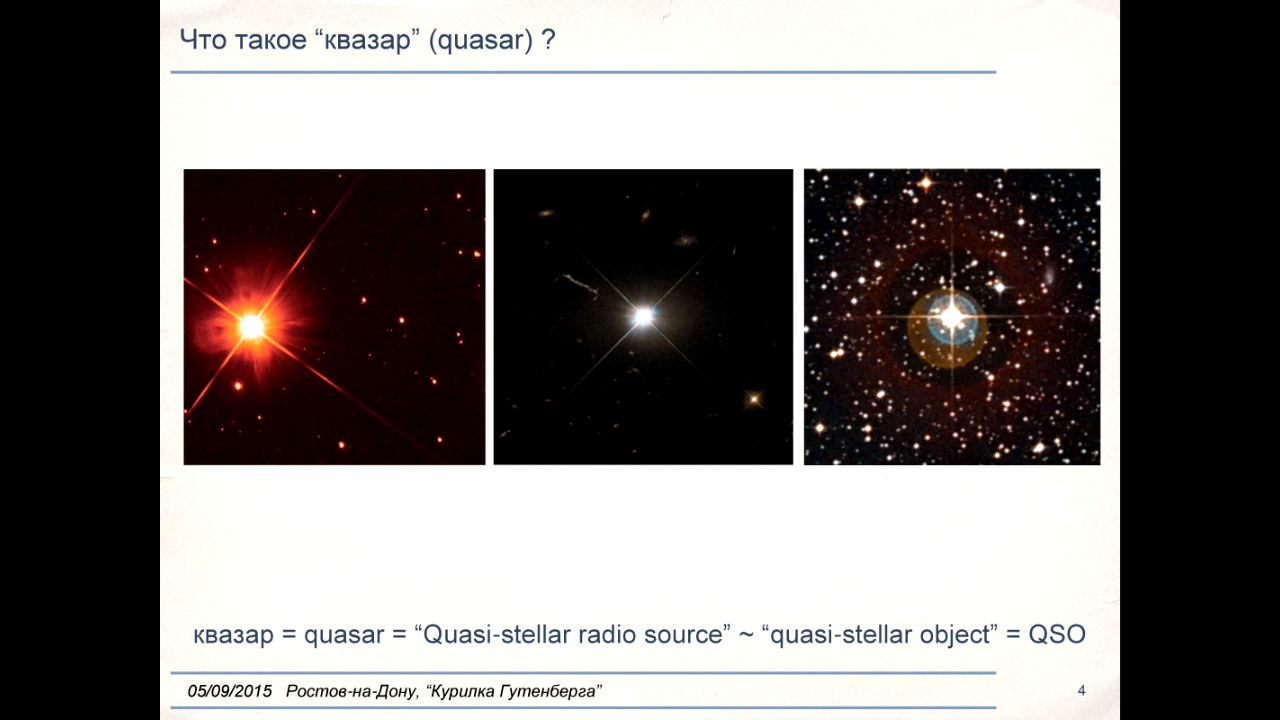 Что такое “квазар” (quasar) ?
квазар = quasar = “Quasi-stellar radio source” ~ “quasi-stellar object” = QSO
05/09/2015 Ростов-на-Дону, “Курилка Гутенберга”
4